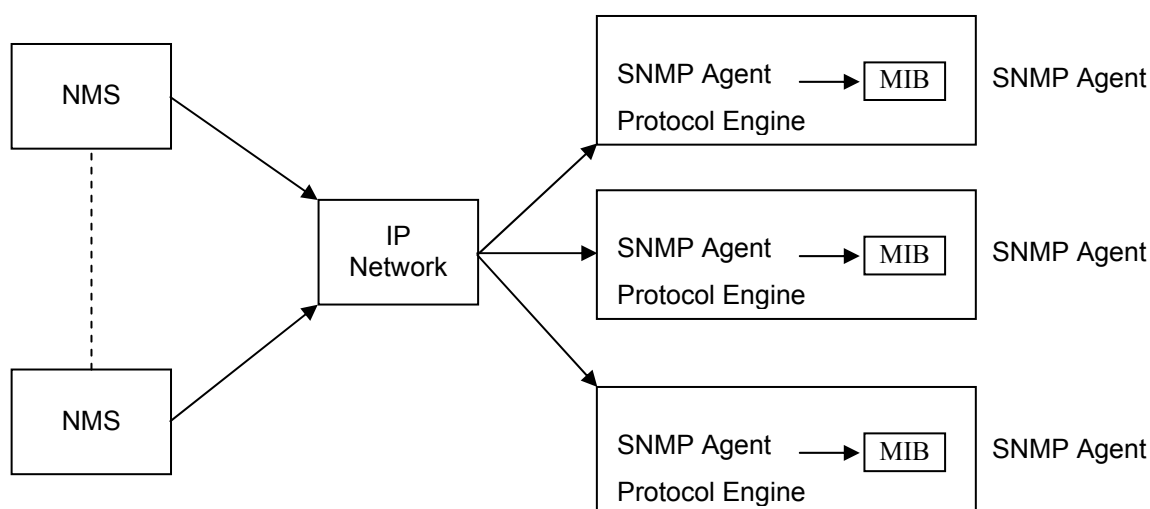 NMS
NMS
IP
Network
SNMP Agent
Protocol Engine
MIB
SNMP Agent
SNMP Agent
Protocol Engine
MIB
SNMP Agent
SNMP Agent
Protocol Engine
MIB
SNMP Agent